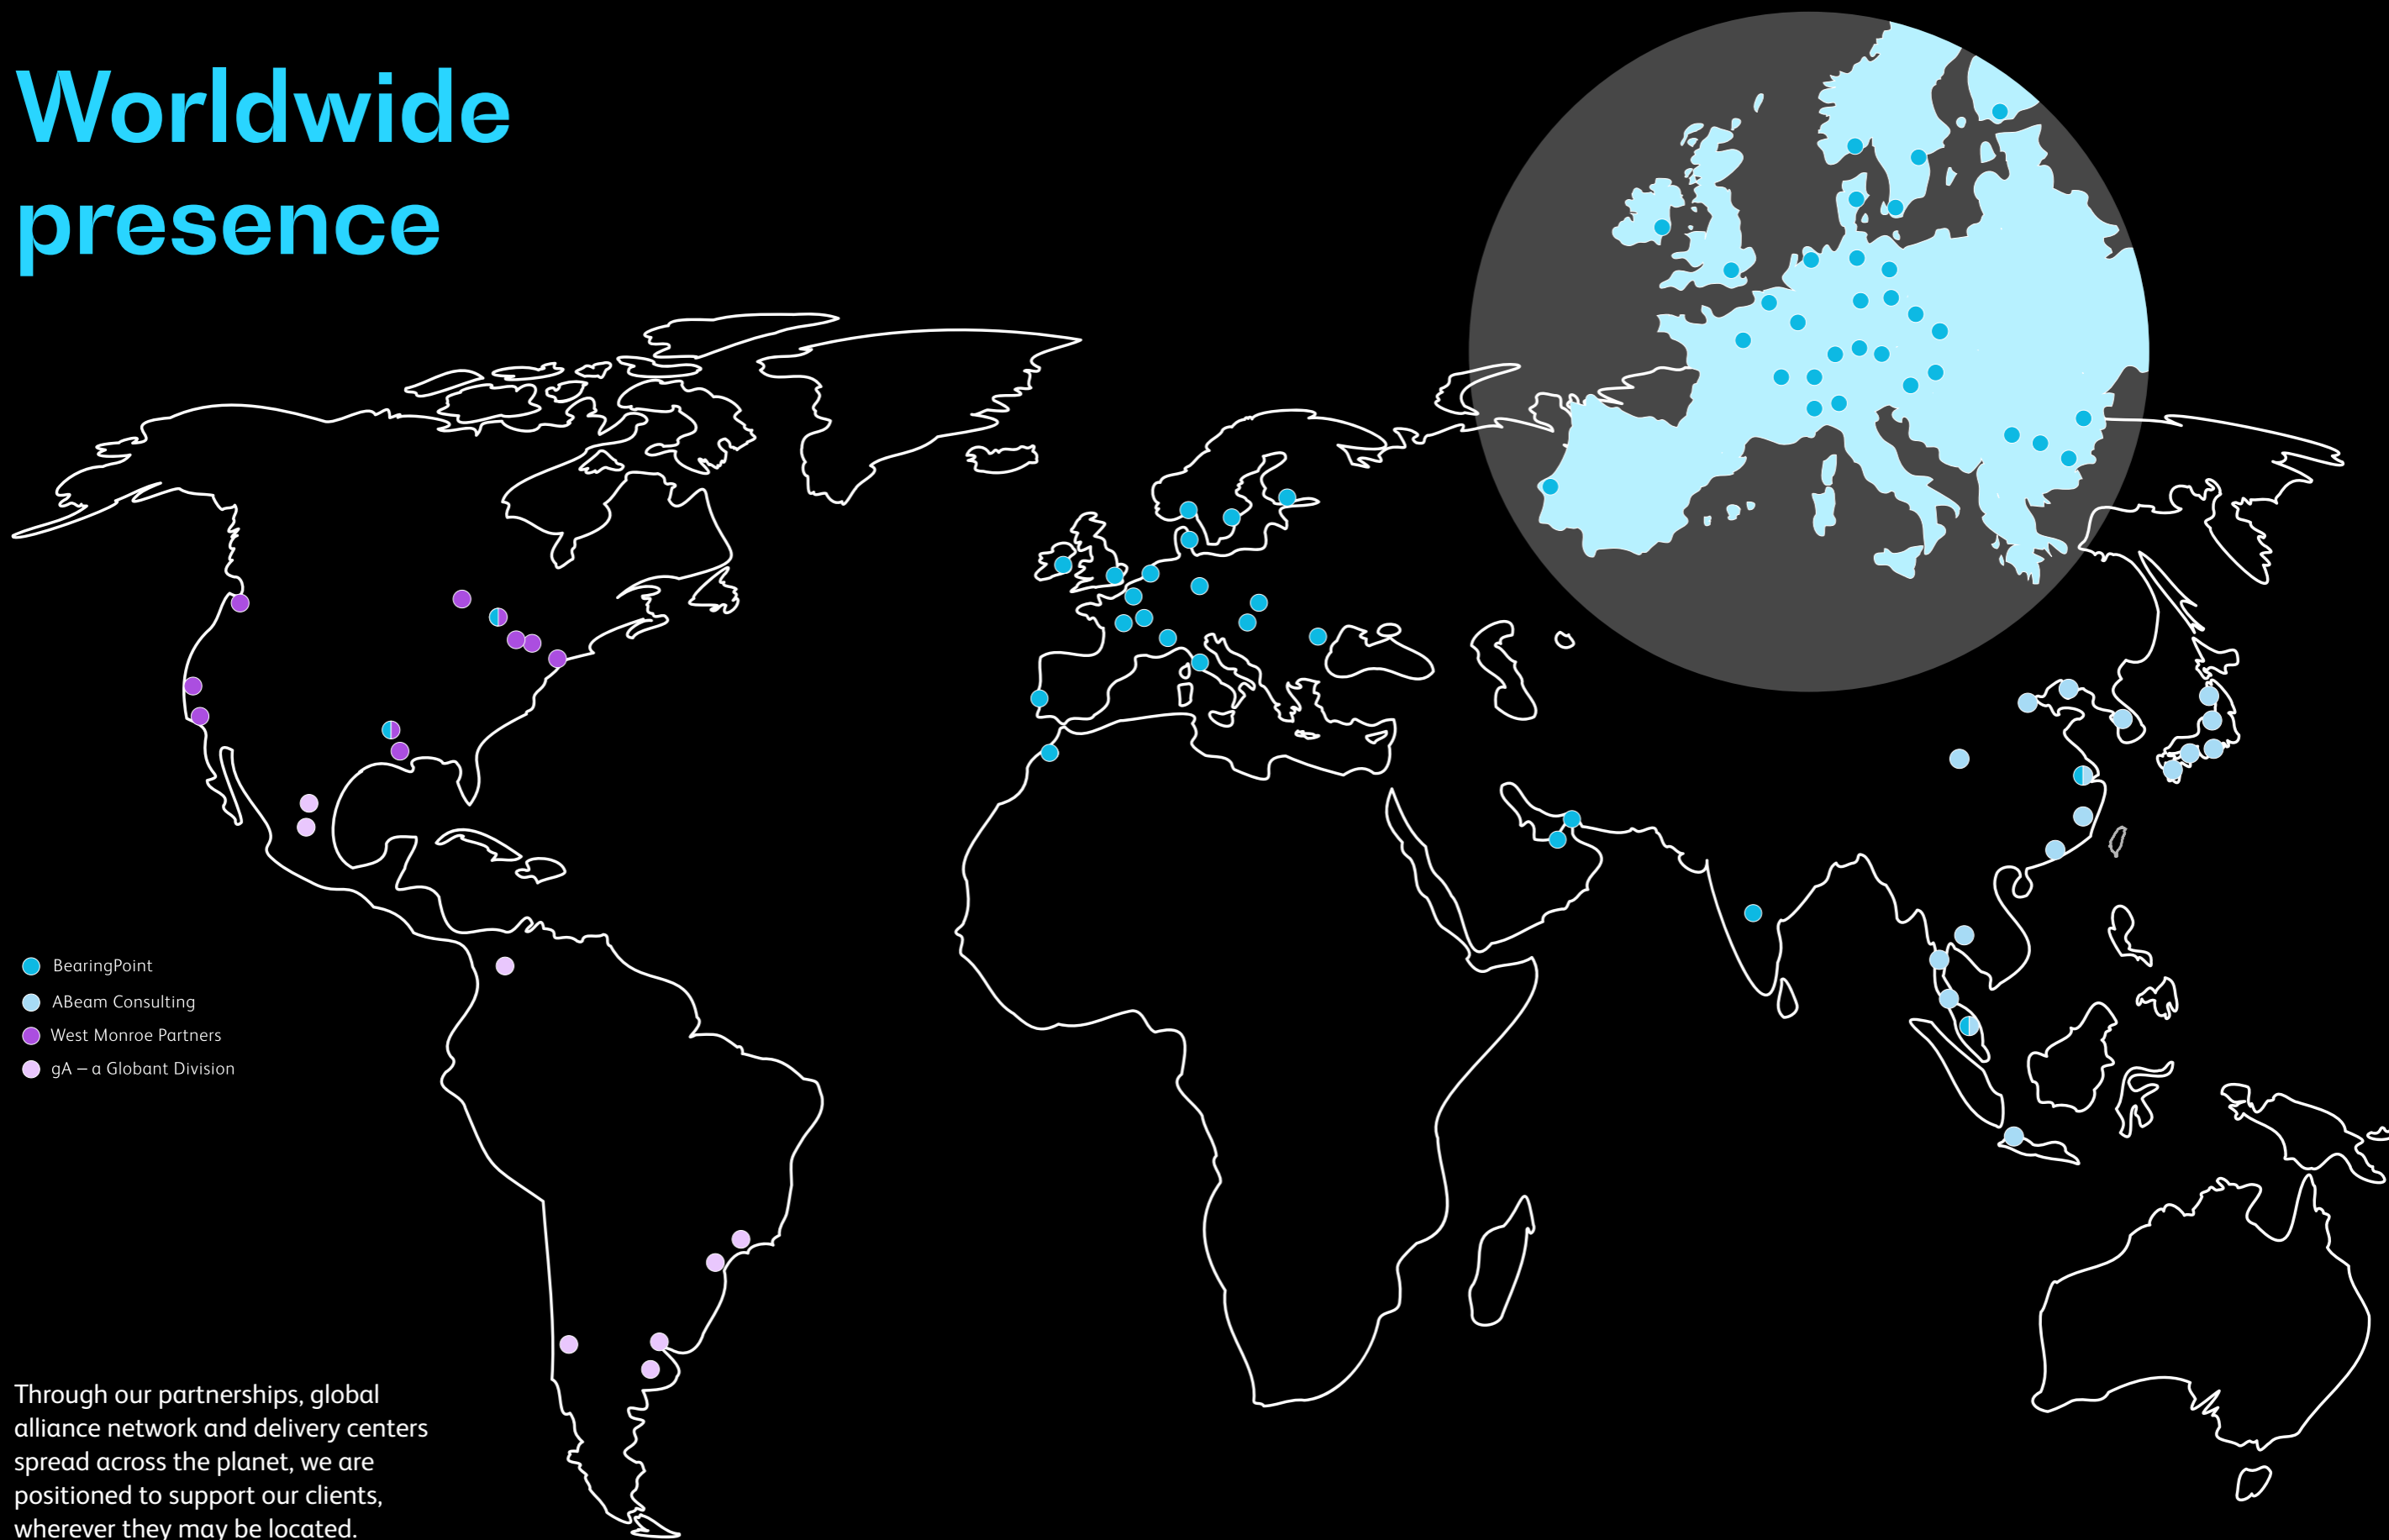 Worldwide
presence
BearingPoint
ABeam Consulting
West Monroe Partners
gA – a Globant Division
Through our partnerships, global
alliance network and delivery centers
spread across the planet, we are
positioned to support our clients,
wherever they may be located.